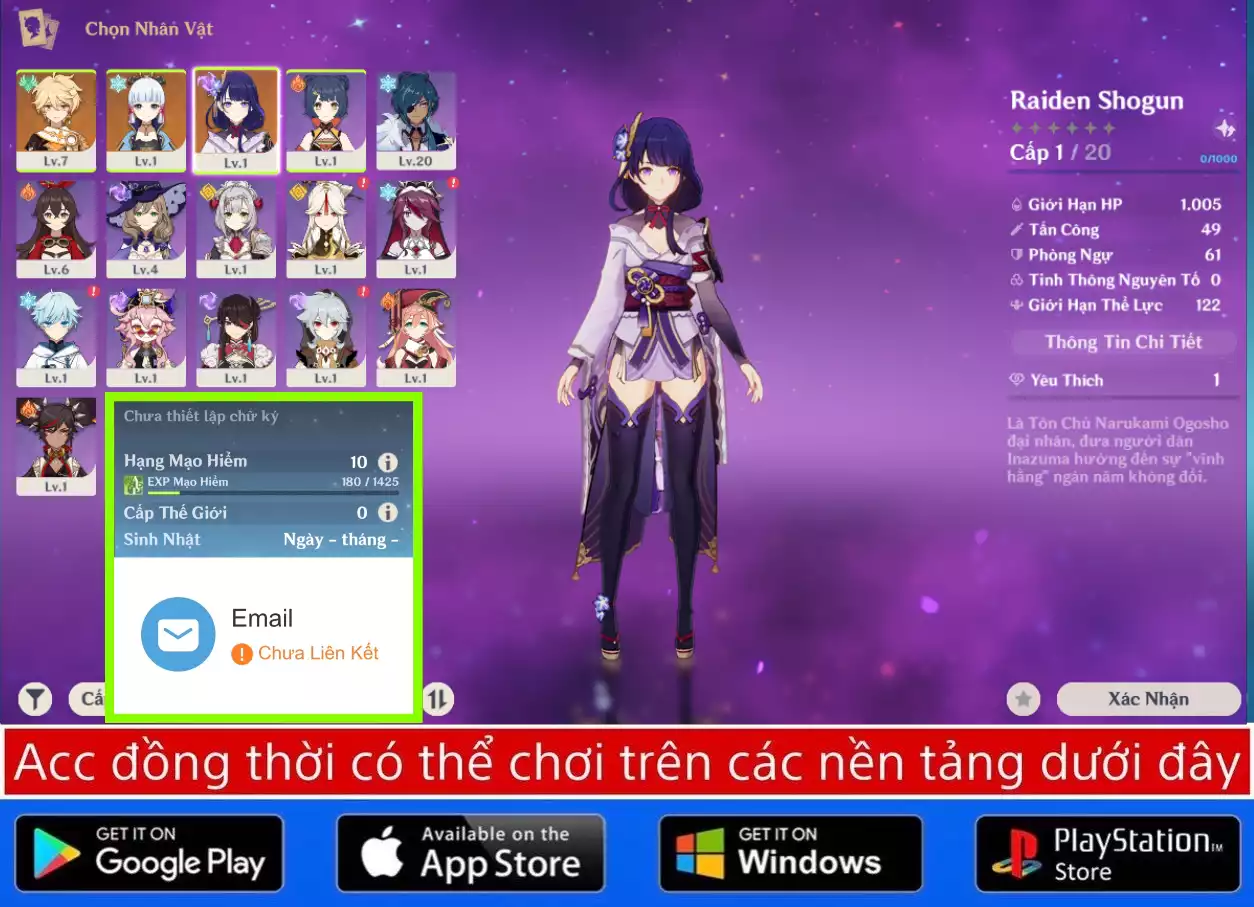 Chọn Nhân Vật
Lv.7
Lv.1
Lv.1
Lv.1
Lv.20
Lv.6
Lv.4
Lv.1
Lv.1
Lv.1
Lv.1
Lv.1
Lv.1
Lv.1
Lv.1
Lv.1
Chưa thiết lập chữ ký
Hạng Mạo Hiểm 10
EXP Mạo Hiểm 180 / 1425
Cấp Thế Giới 0
Sinh Nhật Ngày - tháng -
Email
Chưa Liên Kết
Cấ
Raiden Shogun
Cấp 1 / 20
0/1000
Giới Hạn HP 1.005
Tấn Công 49
Phòng Ngự 61
Tinh Thông Nguyên Tố 0
Giới Hạn Thể Lực 122
Thông Tin Chi Tiết
Yêu Thích 1
Là Tôn Chủ Narukami Ogosho
đại nhân, đưa người dân
Inazuma hướng đến sự "vĩnh
hằng" ngàn năm không đổi.
Xác Nhận
Acc đồng thời có thể chơi trên các nền tảng dưới đây
GET IT ON
Google Play
Available on the
App Store
GET IT ON
Windows
PlayStation™
Store